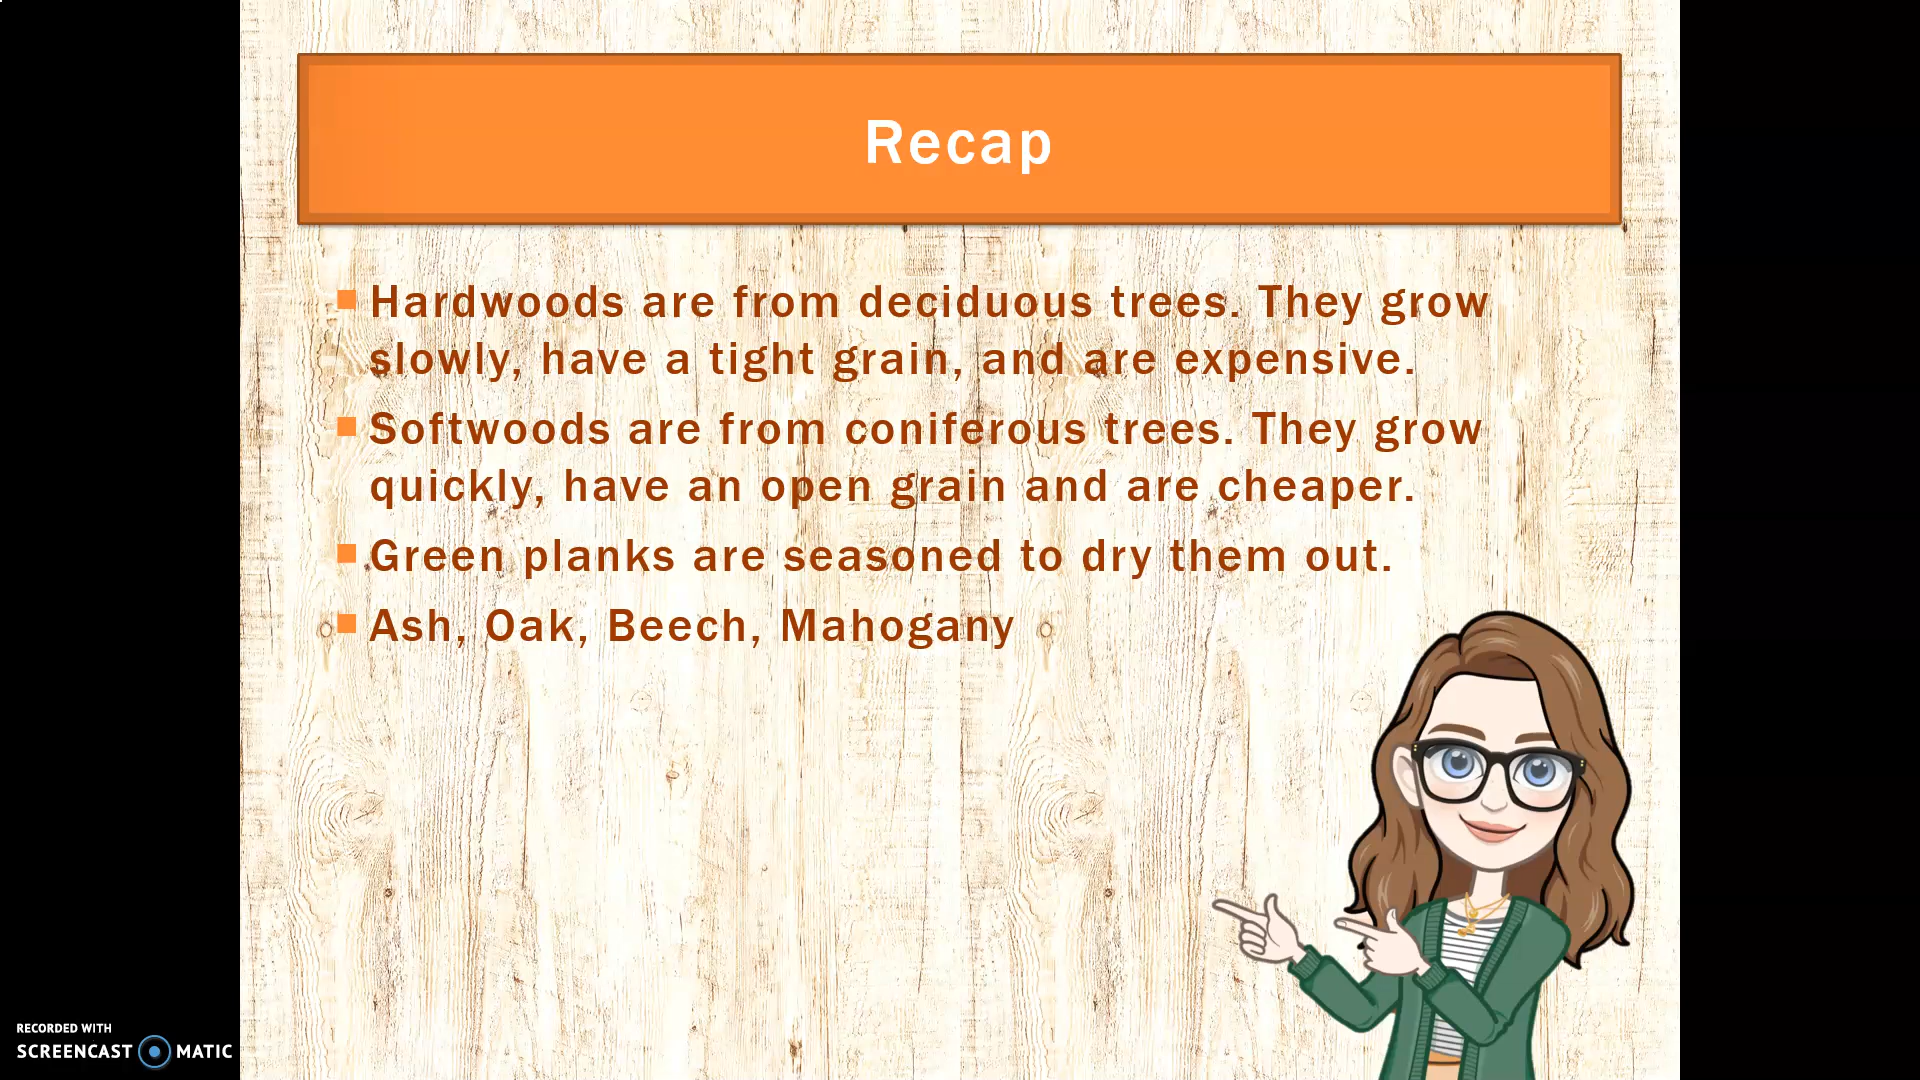 Recap
Hardwoods are from deciduous trees. They grow
slowly, have a tight grain, and are expensive.
Softwoods are from coniferous trees. They grow
quickly, have an open grain and are cheaper.
Green planks are seasoned to dry them out.
Ash, Oak, Beech, Mahogany
RECORDED WITH
SCREENCAST MATIC